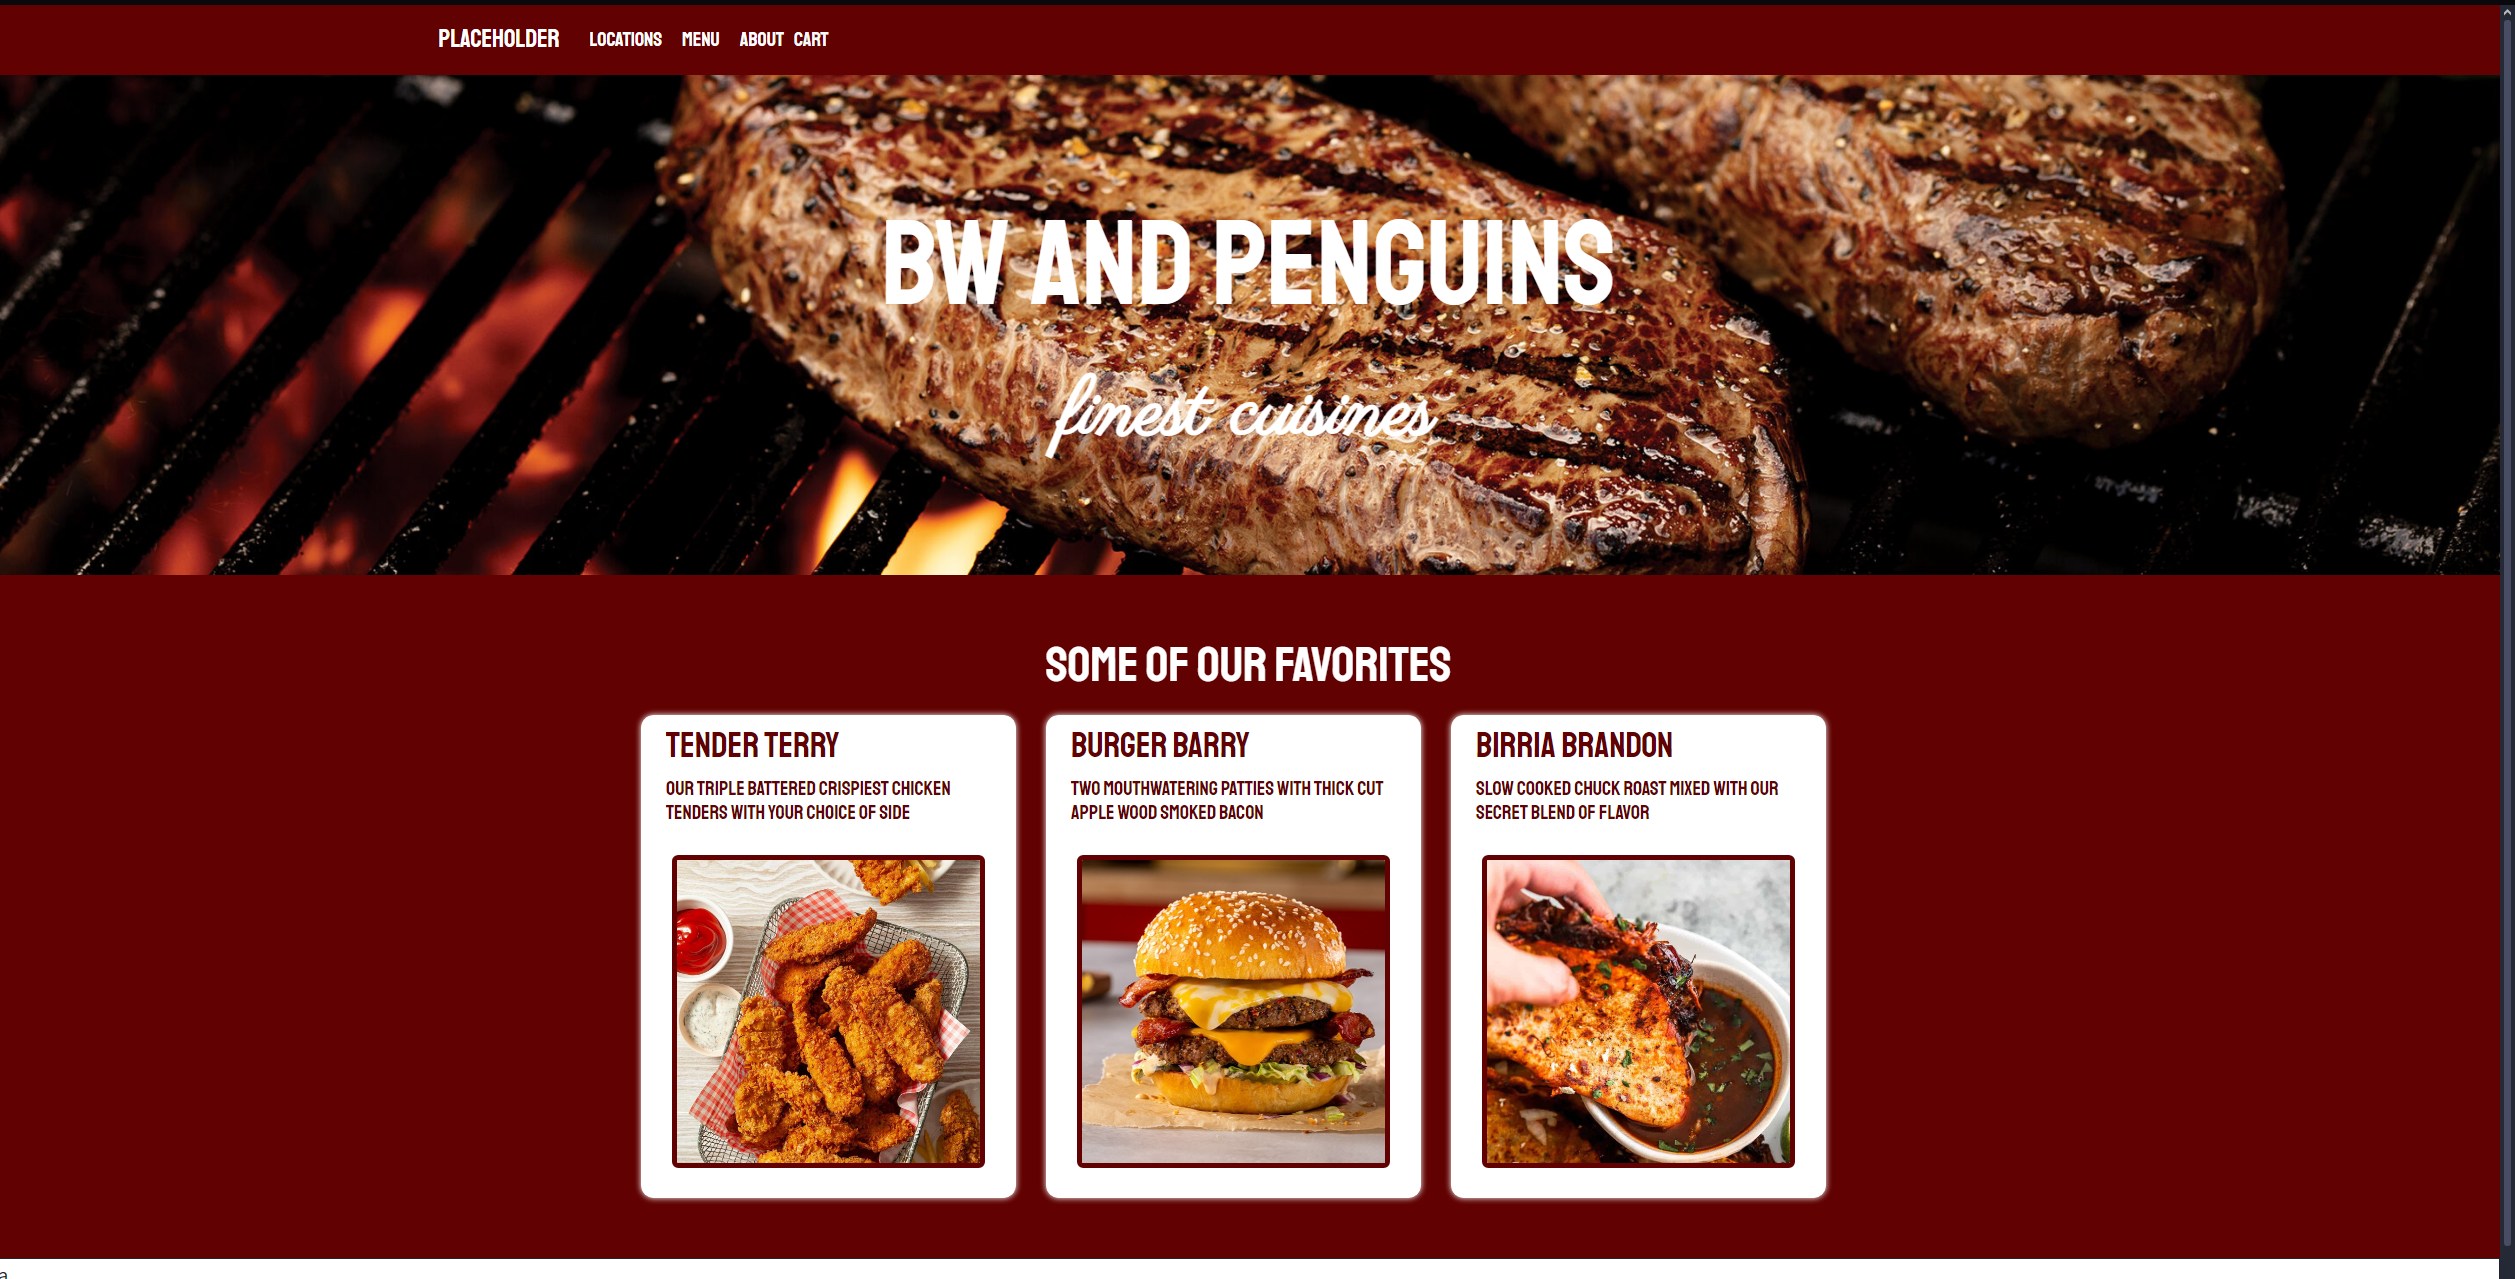 PLACEHOLDER LOCATIONS MENU ABOUT CART
BW AND PENGUINS
finest cuisines
SOME OF OUR FAVORITES
TENDER TERRY
OUR TRIPLE BATTERED CRISPIEST CHICKEN
TENDERS WITH YOUR CHOICE OF SIDE
BURGER BARRY
TWO MOUTHWATERING PATTIES WITH THICK CUT
APPLE WOOD SMOKED BACON
BIRRIA BRANDON
SLOW COOKED CHUCK ROAST MIXED WITH OUR
SECRET BLEND OF FLAVOR
a